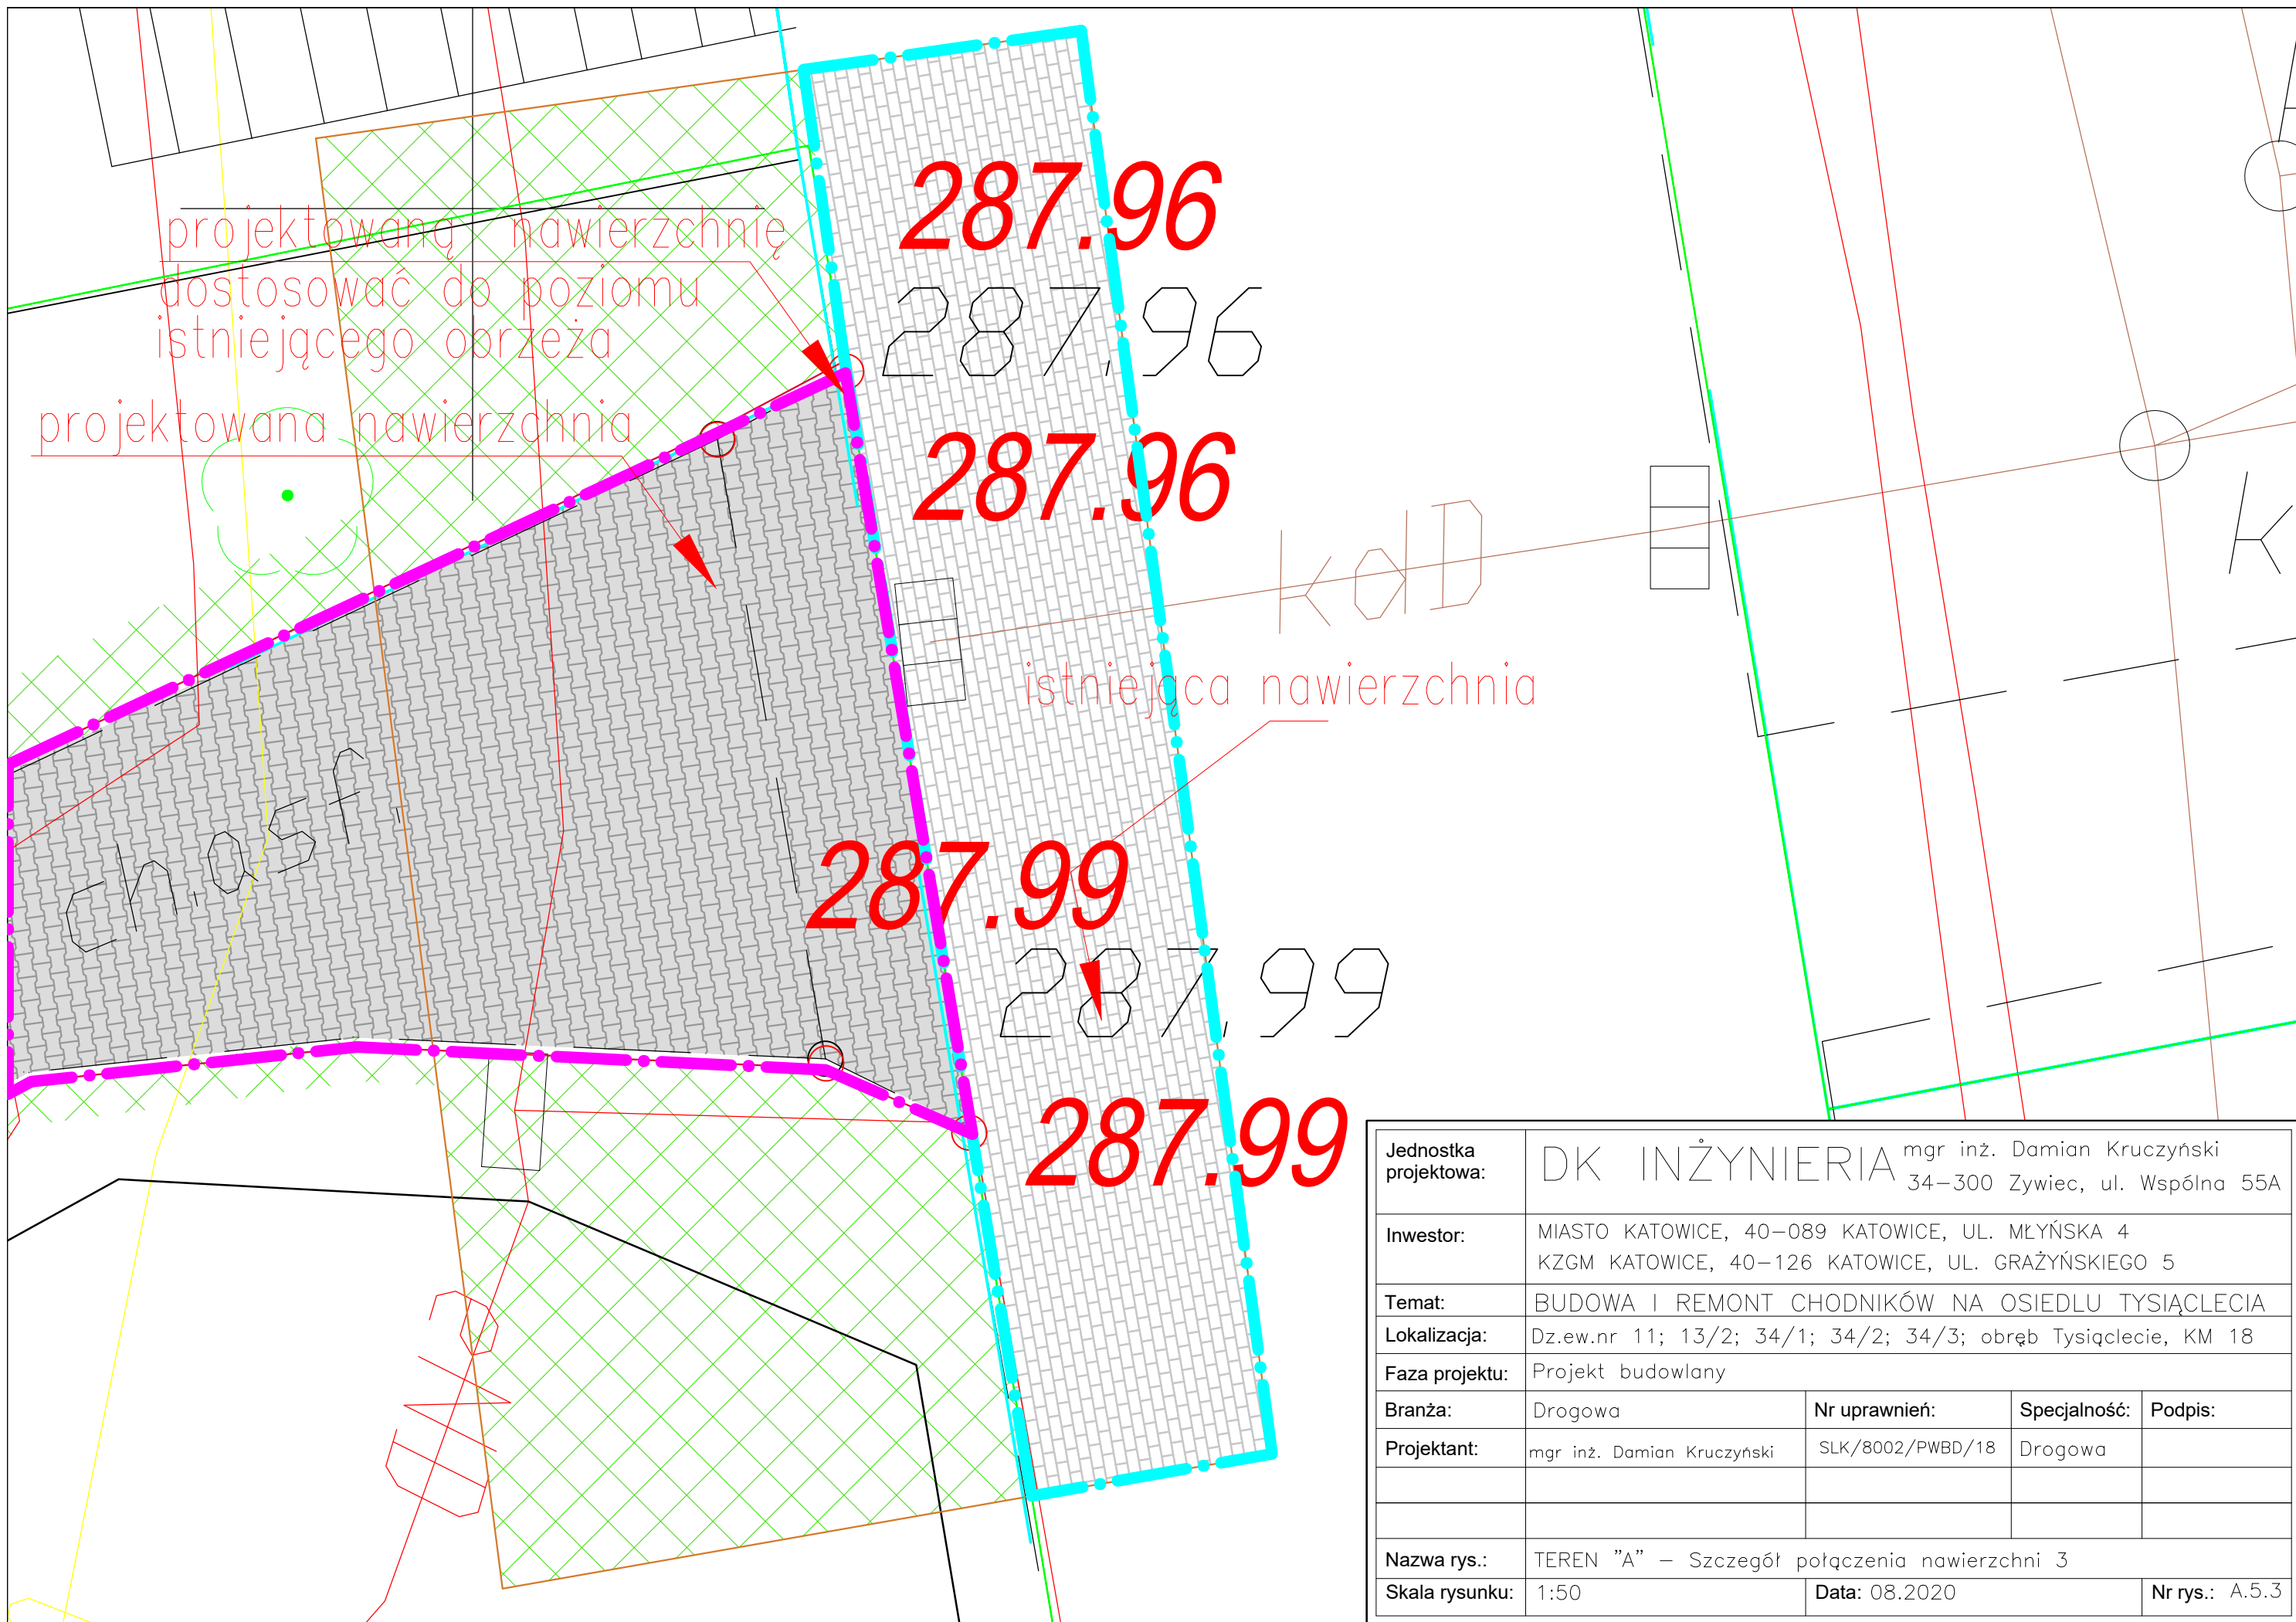 287.96
projektowaną nawierzchnię
dostosować do poziomu
istniejącego obrzeża
287,96
projektowana nawierzchnia
287.96
kdD
k
istniejąca nawierzchnia
287.99
287,99
287.99
Jednostka projektowa:
DK INŻYNIERIA mgr inż. Damian Kruczyński
34-300 Zywiec, ul. Wspólna 55A
Inwestor:
MIASTO KATOWICE, 40-089 KATOWICE, UL. MŁYŃSKA 4
KZGM KATOWICE, 40-126 KATOWICE, UL. GRAŻYŃSKIEGO 5
Temat: BUDOWA I REMONT CHODNIKÓW NA OSIEDLU TYSIĄCLECIA
Lokalizacja: Dz.ew.nr 11; 13/2; 34/1; 34/2; 34/3; obręb Tysiąclecie, KM 18
Faza projektu: Projekt budowlany
Branża: Drogowa Nr uprawnień: Specjalność: Podpis:
Projektant: mgr inż. Damian Kruczyński SLK/8002/PWBD/18 Drogowa
Nazwa rys.: TEREN "A" – Szczegół połączenia nawierzchni 3
Skala rysunku: 1:50 Data: 08.2020 Nr rys.: A.5.3